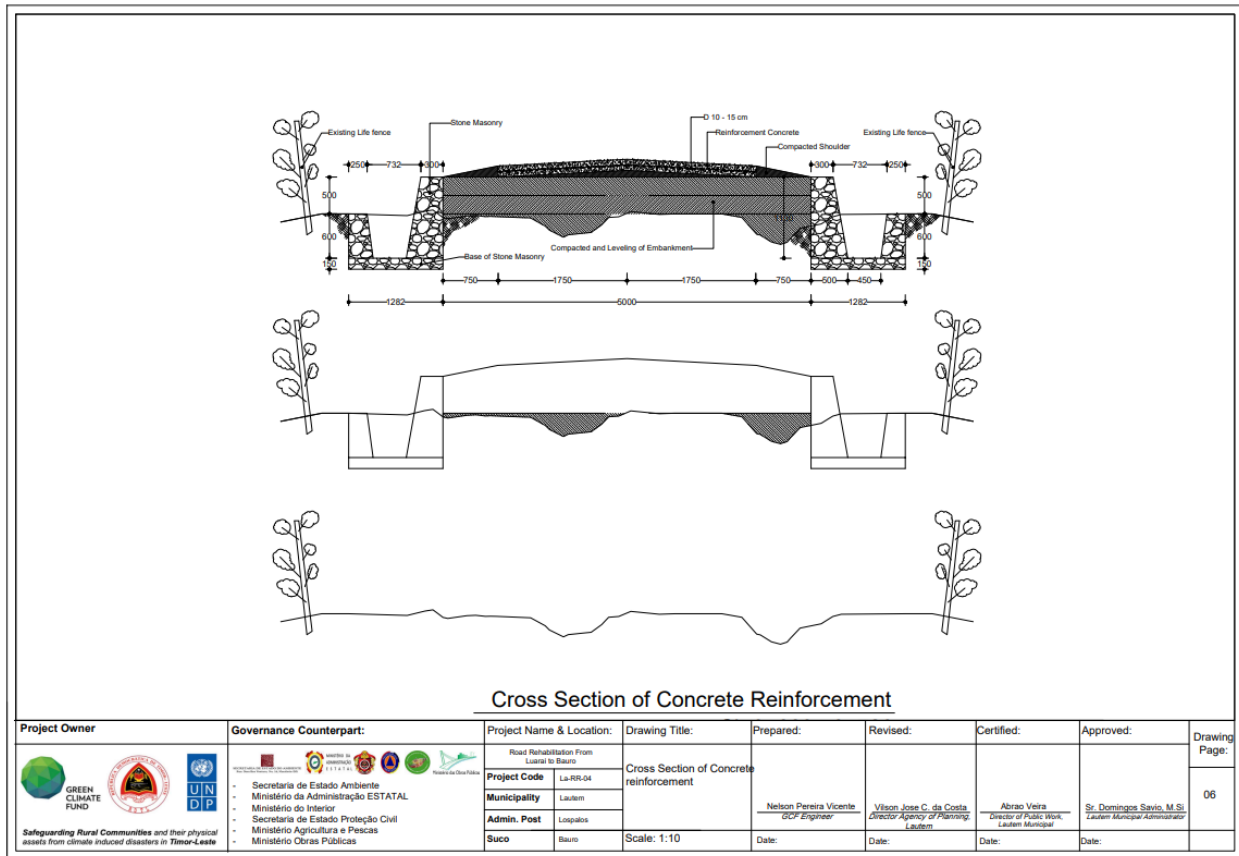 D 10 - 15 cm
Stone Masonry
Existing Life fence
Reinforcement Concrete
Existing Life fence
Compacted Shoulder
250 732 300
300 732 250
500
500
1100
600
600
Compacted and Leveling of Embankment
Base of Stone Masonry
150
150
750 1750 1750 750 500 450
1282 5000 1282
Cross Section of Concrete Reinforcement
Project Owner
GREEN
CLIMATE
FUND
U N
D P
Safeguarding Rural Communities and their physical
assets from climate induced disasters in Timor-Leste
Governance Counterpart:
MINISTÉRIO DA
ADMINISTRAÇÃO
ESTATAL
- Secretaria de Estado Ambiente
- Ministério da Administração ESTATAL
- Ministério do Interior
- Secretaria de Estado Proteção Civil
- Ministério Agricultura e Pescas
- Ministério Obras Públicas
Project Name & Location:
Road Rehabilitation From
Luarai to Bauro
Project Code La-RR-04
Municipality Lautem
Admin. Post Lospalos
Suco Bauro
Drawing Title:
Cross Section of Concrete
reinforcement
Scale: 1:10
Prepared:
Nelson Pereira Vicente
GCF Engineer
Date:
Revised:
Vilson Jose C. da Costa
Director Agency of Planning,
Lautem
Date:
Certified:
Abrao Veira
Director of Public Work,
Lautem Municipal
Date:
Approved:
Sr. Domingos Savio, M.Si
Lautem Municipal Administrator
Date:
Drawing
Page:
06